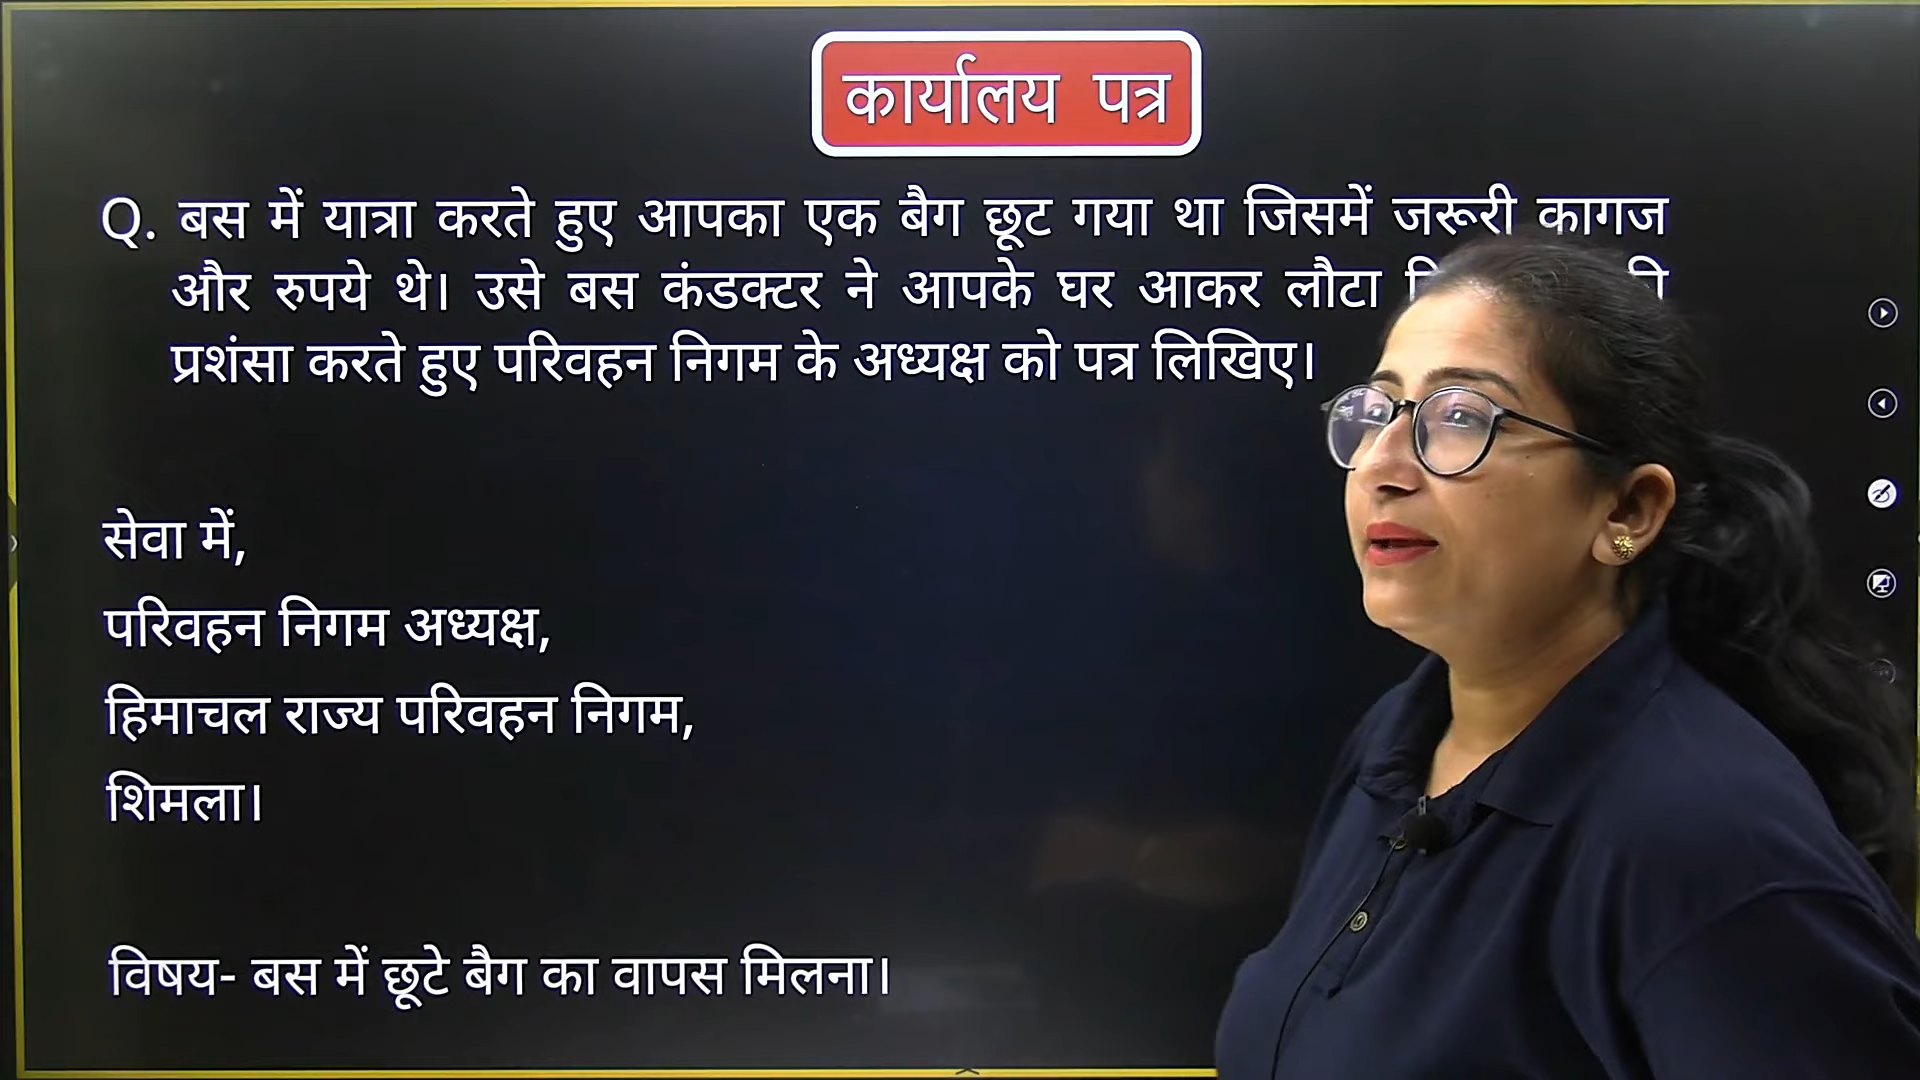 कार्यालय पत्र
Q. बस में यात्रा करते हुए आपका एक बैग छूट गया था जिसमें जरूरी कागज
और रुपये थे। उसे बस कंडक्टर ने आपके घर आकर लौटा
प्रशंसा करते हुए परिवहन निगम के अध्यक्ष को पत्र लिखिए।
सेवा में,
परिवहन निगम अध्यक्ष,
हिमाचल राज्य परिवहन निगम,
शिमला।
विषय- बस में छूटे बैग का वापस मिलना।